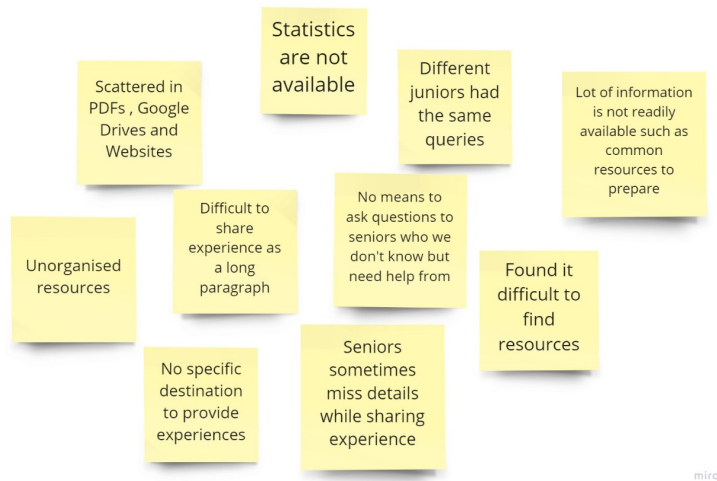 Statistics
are not
available
Scattered in
PDFs , Google
Drives and
Websites
Different
juniors had
the same
queries
Lot of information
is not readily
available such as
common
resources to
prepare
Unorganised
resources
Difficult to
share
experience as
a long
paragraph
No means to
ask questions to
seniors who we
don't know but
need help from
Found it
difficult to
find
resources
No specific
destination
to provide
experiences
Seniors
sometimes
miss details
while sharing
experience
miro